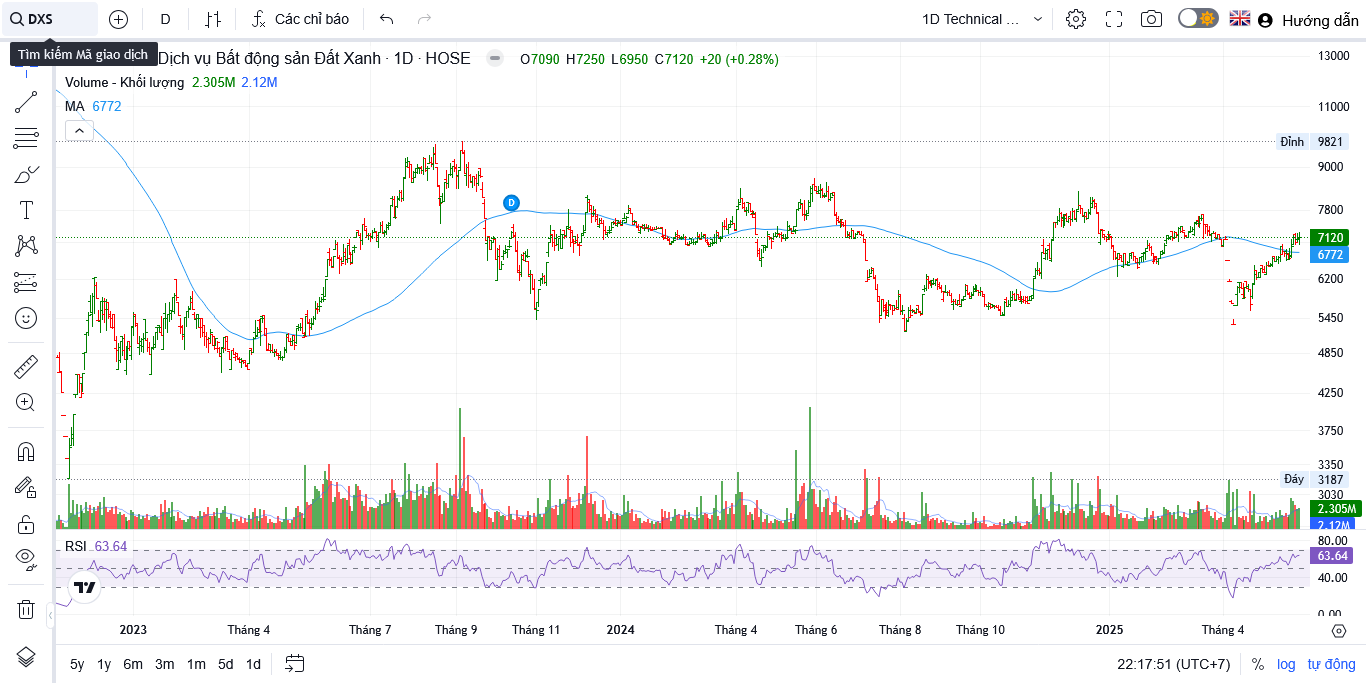 DXS
D
Các chỉ báo
1D Technical ...
Hướng dẫn
Tìm kiếm Mã giao dịch
Dịch vụ Bất động sản Đất Xanh · 1D · HOSE
O7090 H7250 L6950 C7120 +20 (+0.28%)
Volume - Khối lượng 2.305M 2.12M
MA 6772
D
13000
11000
Đỉnh 9821
9000
7800
7120
6772
6200
5450
4850
4250
3750
3350
Đáy 3187
3030
2.305M
2.12M
RSI 63.64
80.00
63.64
40.00
0.00
2023 Tháng 4 Tháng 7 Tháng 9 Tháng 11 2024 Tháng 4 Tháng 6 Tháng 8 Tháng 10 2025 Tháng 4
5y 1y 6m 3m 1m 5d 1d
22:17:51 (UTC+7) % log tự động